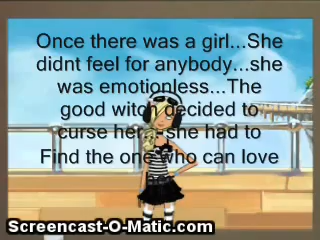 Once there was a girl...She
didnt feel for anybody...she
was emotionless...The
good witch decided to
curse her... she had to
Find the one who can love
Screencast-O-Matic.com